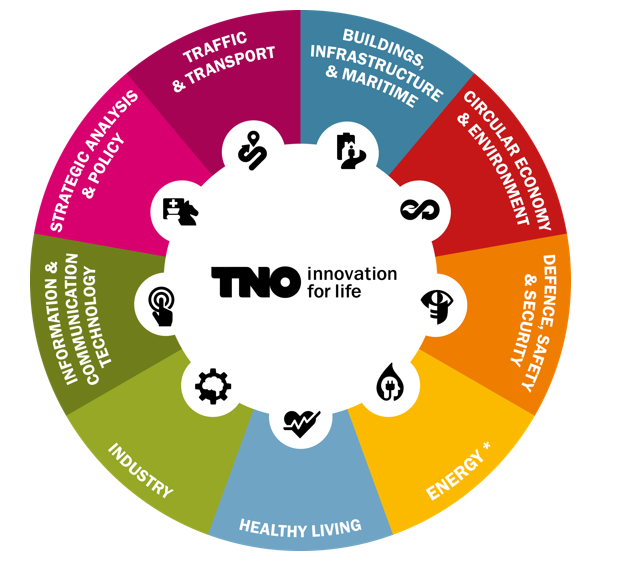 TRAFFIC
& TRANSPORT
BUILDINGS,
INFRASTRUCTURE
& MARITIME
CIRCULAR ECONOMY
& ENVIRONMENT
DEFENCE, SAFETY
& SECURITY
ENERGY *
HEALTHY LIVING
INDUSTRY
INFORMATION &
COMMUNICATION
TECHNOLOGY
STRATEGIC ANALYSIS
& POLICY
TNO innovation
for life